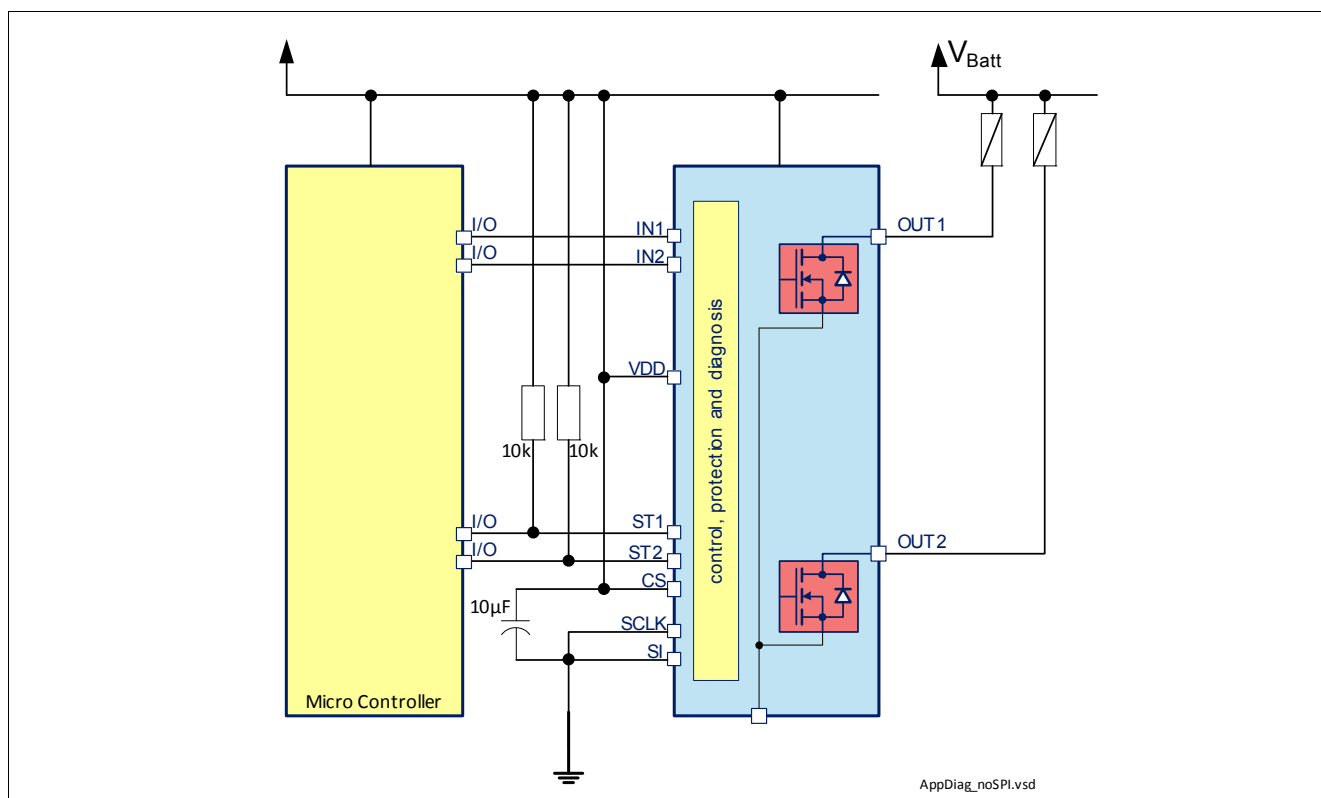 VBatt
I/O
IN1
OUT1
I/O
IN2
VDD
control, protection and diagnosis
10k
10k
I/O
ST1
I/O
ST2
OUT2
CS
10µF
SCLK
SI
Micro Controller
AppDiag_noSPI.vsd